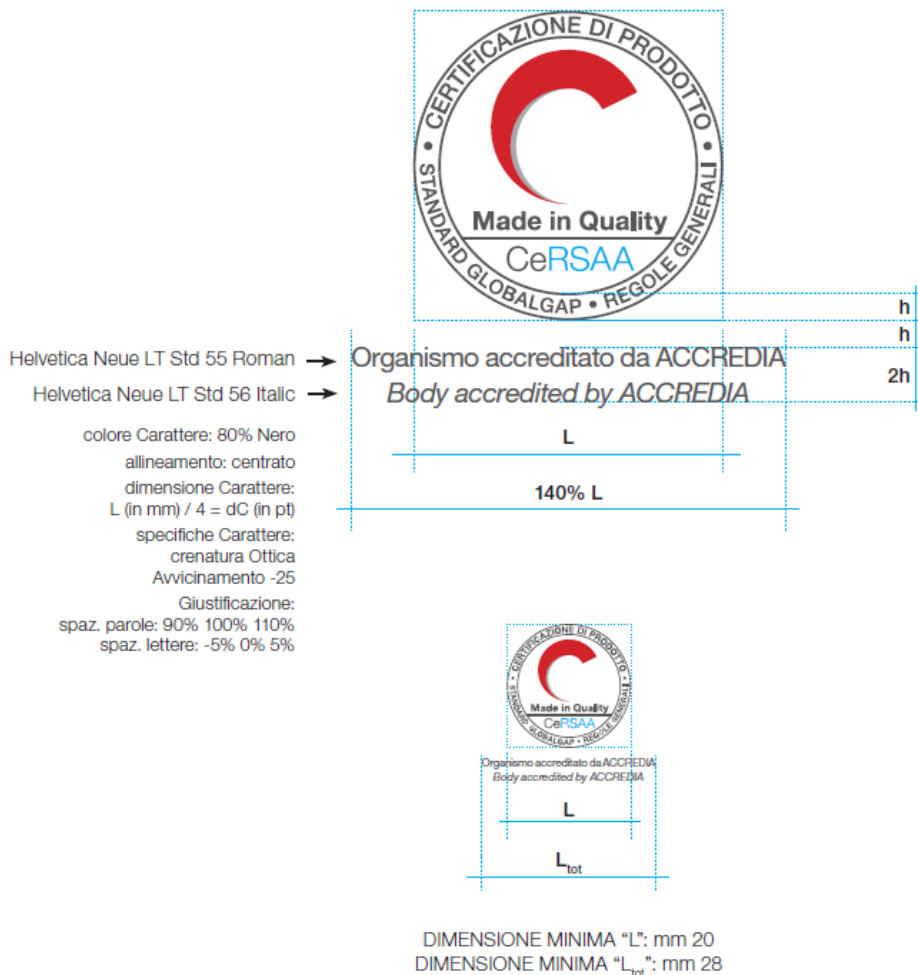 • CERTIFICAZIONE DI PRODOTTO •
STANDARD GLOBALGAP • REGOLE GENERALI
Made in Quality
CeRSAA
h
h
2h
Helvetica Neue LT Std 55 Roman
Organismo accreditato da ACCREDIA
Helvetica Neue LT Std 56 Italic
Body accredited by ACCREDIA
L
140% L
colore Carattere: 80% Nero
allineamento: centrato
dimensione Carattere:
L (in mm) / 4 = dC (in pt)
specifiche Carattere:
crenatura Ottica
Avvicinamento -25
Giustificazione:
spaz. parole: 90% 100% 110%
spaz. lettere: -5% 0% 5%
• CERTIFICAZIONE DI PRODOTTO •
STANDARD GLOBALGAP • REGOLE GENERALI
Made in Quality
CeRSAA
Organismo accreditato da ACCREDIA
Body accredited by ACCREDIA
L
Ltot
DIMENSIONE MINIMA “L”: mm 20
DIMENSIONE MINIMA “Ltot”: mm 28